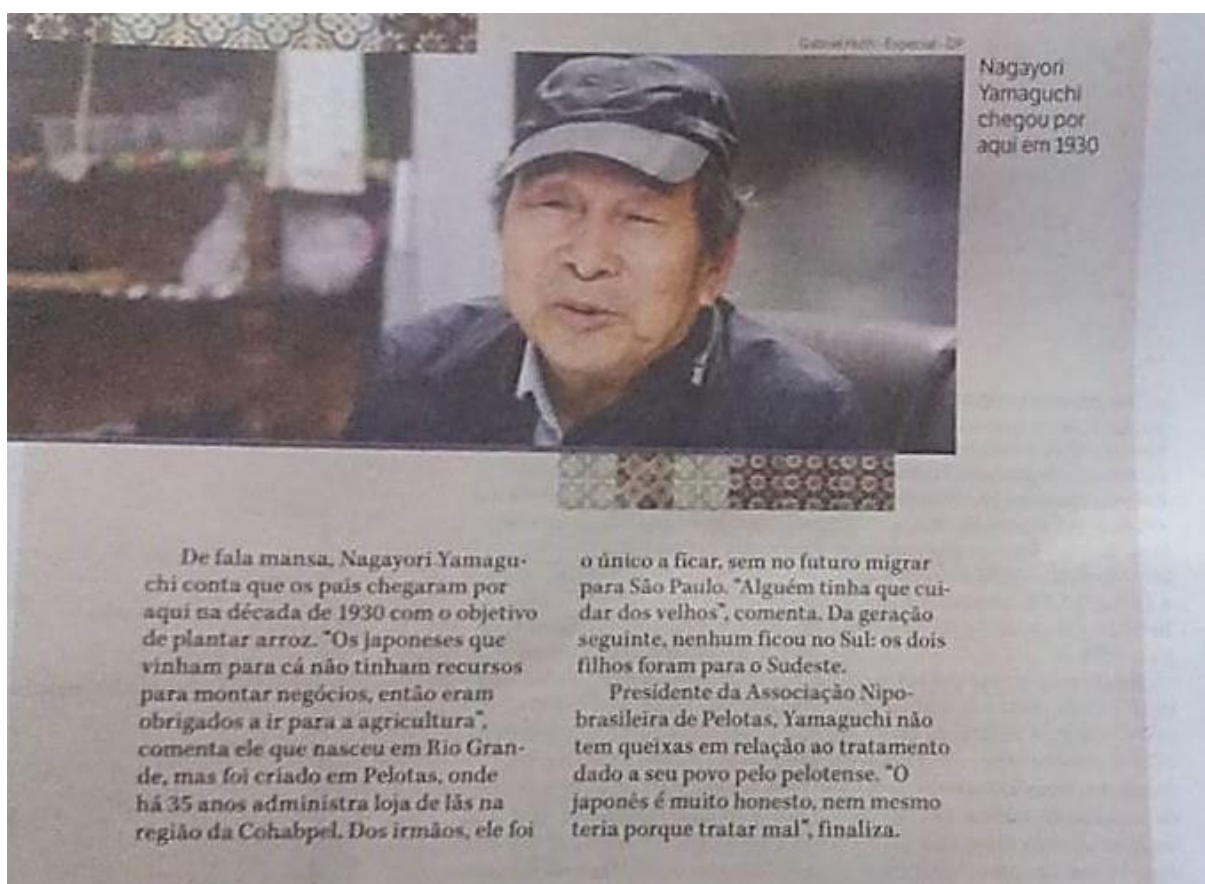 Gabriel Huth - Especial - DP
Nagayori
Yamaguchi
chegou por
aqui em 1930
De fala mansa, Nagayori Yamagu-
chi conta que os pais chegaram por
aqui na década de 1930 com o objetivo
de plantar arroz. "Os japoneses que
vinham para cá não tinham recursos
para montar negócios, então eram
obrigados a ir para a agricultura",
comenta ele que nasceu em Rio Gran-
de, mas foi criado em Pelotas, onde
há 35 anos administra loja de lãs na
região da Cohabpel. Dos irmãos, ele foi
o único a ficar, sem no futuro migrar
para São Paulo. "Alguém tinha que cui-
dar dos velhos", comenta. Da geração
seguinte, nenhum ficou no Sul: os dois
filhos foram para o Sudeste.
Presidente da Associação Nipo-
brasileira de Pelotas, Yamaguchi não
tem queixas em relação ao tratamento
dado a seu povo pelo pelotense. "O
japonês é muito honesto, nem mesmo
teria porque tratar mal", finaliza.